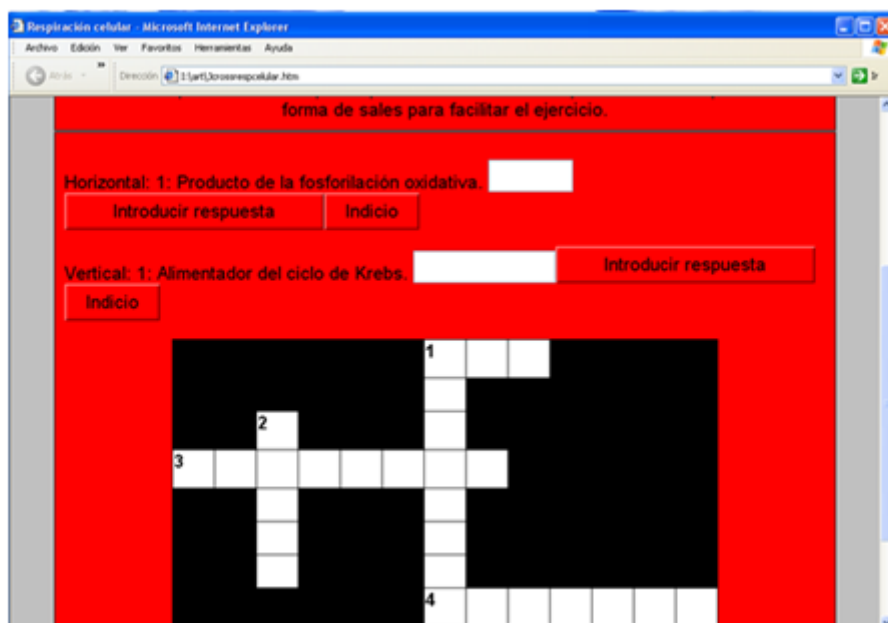 Respiración celular - Microsoft Internet Explorer
Archivo Edición Ver Favoritos Herramientas Ayuda
Atrás » Dirección
forma de sales para facilitar el ejercicio.
Horizontal: 1: Producto de la fosforilación oxidativa.
Introducir respuesta Indicio
Vertical: 1: Alimentador del ciclo de Krebs. Introducir respuesta
Indicio
1
2
3
4